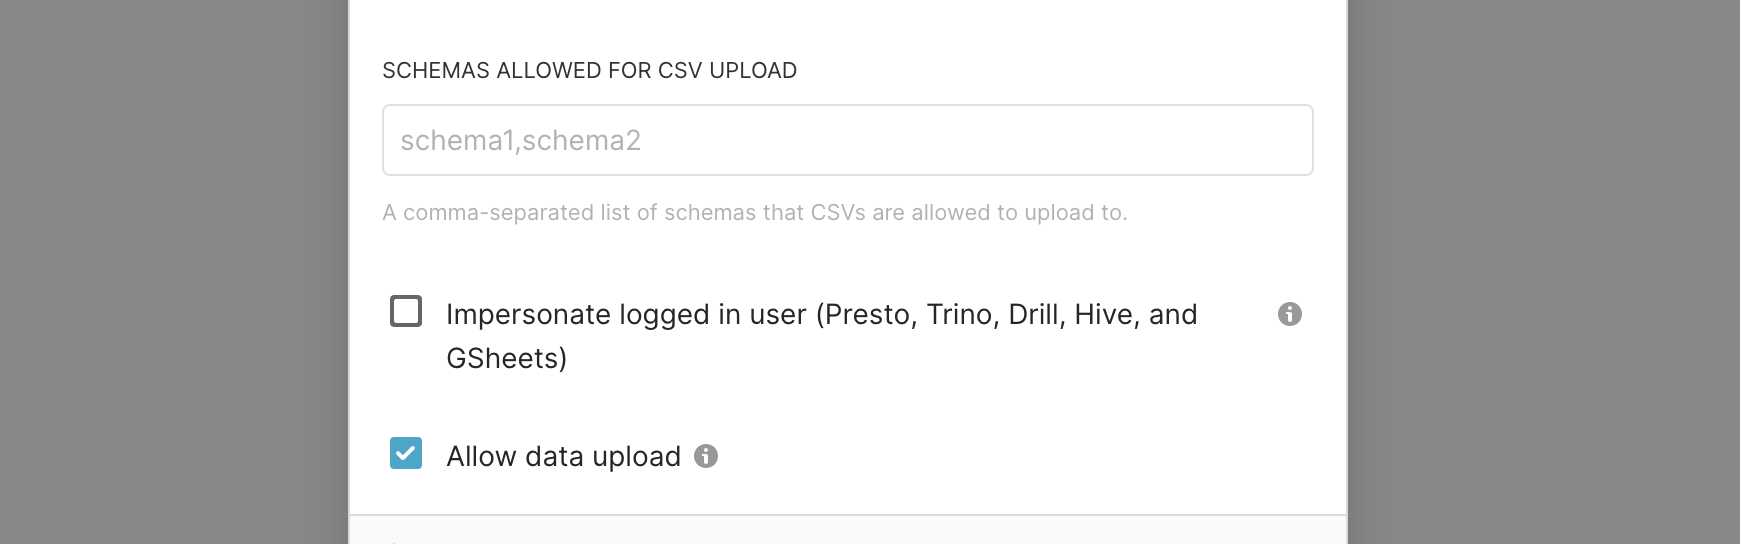 SCHEMAS ALLOWED FOR CSV UPLOAD
schema1,schema2
A comma-separated list of schemas that CSVs are allowed to upload to.
Impersonate logged in user (Presto, Trino, Drill, Hive, and
GSheets)
Allow data upload